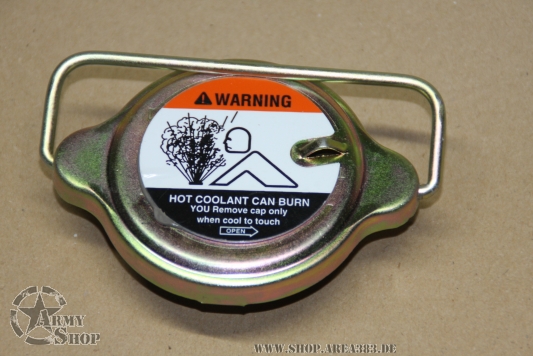 WARNING
HOT COOLANT CAN BURN
YOU Remove cap only
when cool to touch
OPEN
ARMY
SHOP
WWW.SHOP.AREA383.DE